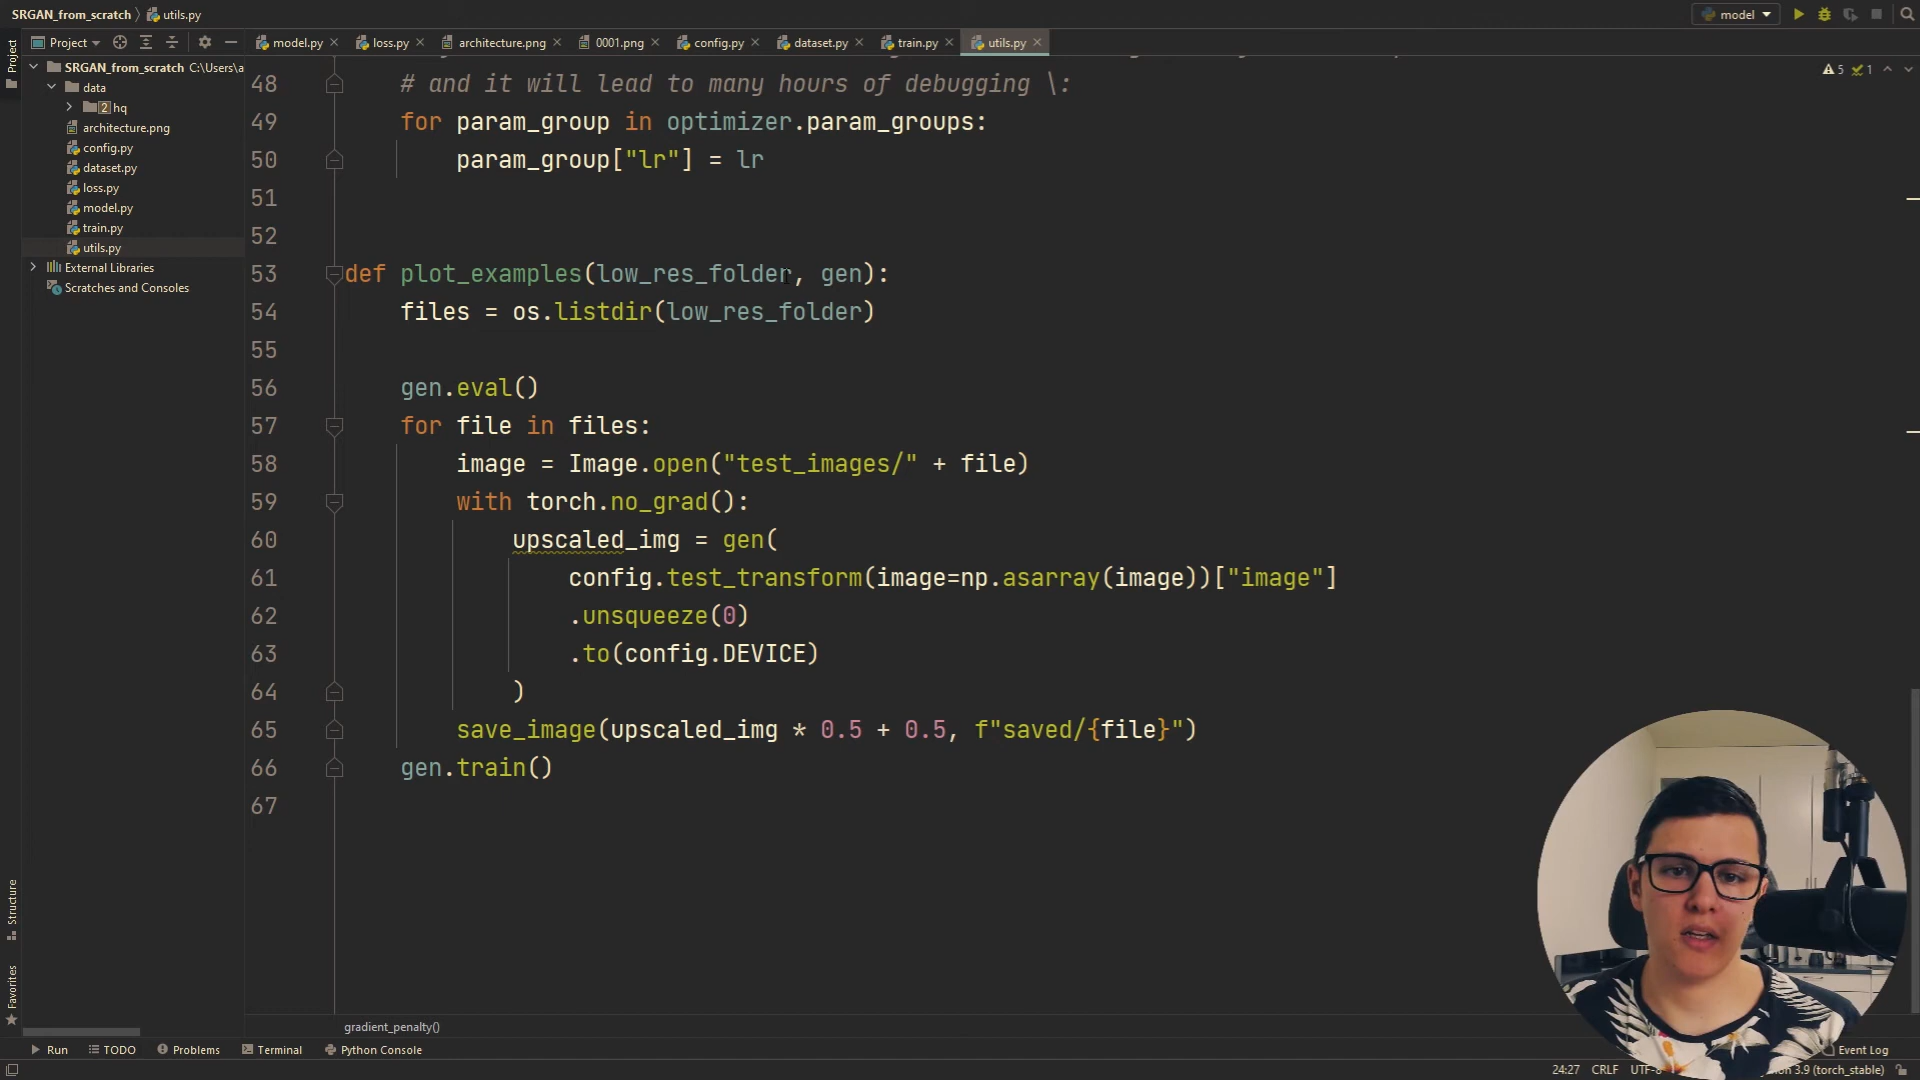 SRGAN_from_scratch
utils.py
model
Project
model.py
loss.py
architecture.png
0001.png
config.py
dataset.py
train.py
utils.py
Project
SRGAN_from_scratch C:\Users\a
data
2 hq
architecture.png
config.py
dataset.py
loss.py
model.py
train.py
utils.py
External Libraries
Scratches and Consoles
5
1
48 # and it will lead to many hours of debugging \:
49 for param_group in optimizer.param_groups:
50 param_group["lr"] = lr
51
52
53 def plot_examples(low_res_folder, gen):
54 files = os.listdir(low_res_folder)
55
56 gen.eval()
57 for file in files:
58 image = Image.open("test_images/" + file)
59 with torch.no_grad():
60 upscaled_img = gen(
61 config.test_transform(image=np.asarray(image))["image"]
62 .unsqueeze(0)
63 .to(config.DEVICE)
64 )
65 save_image(upscaled_img * 0.5 + 0.5, f"saved/{file}")
66 gen.train()
67
Structure
Favorites
gradient_penalty()
Run
TODO
Problems
Terminal
Python Console
Event Log
24:27
CRLF
3.9 (torch_stable)